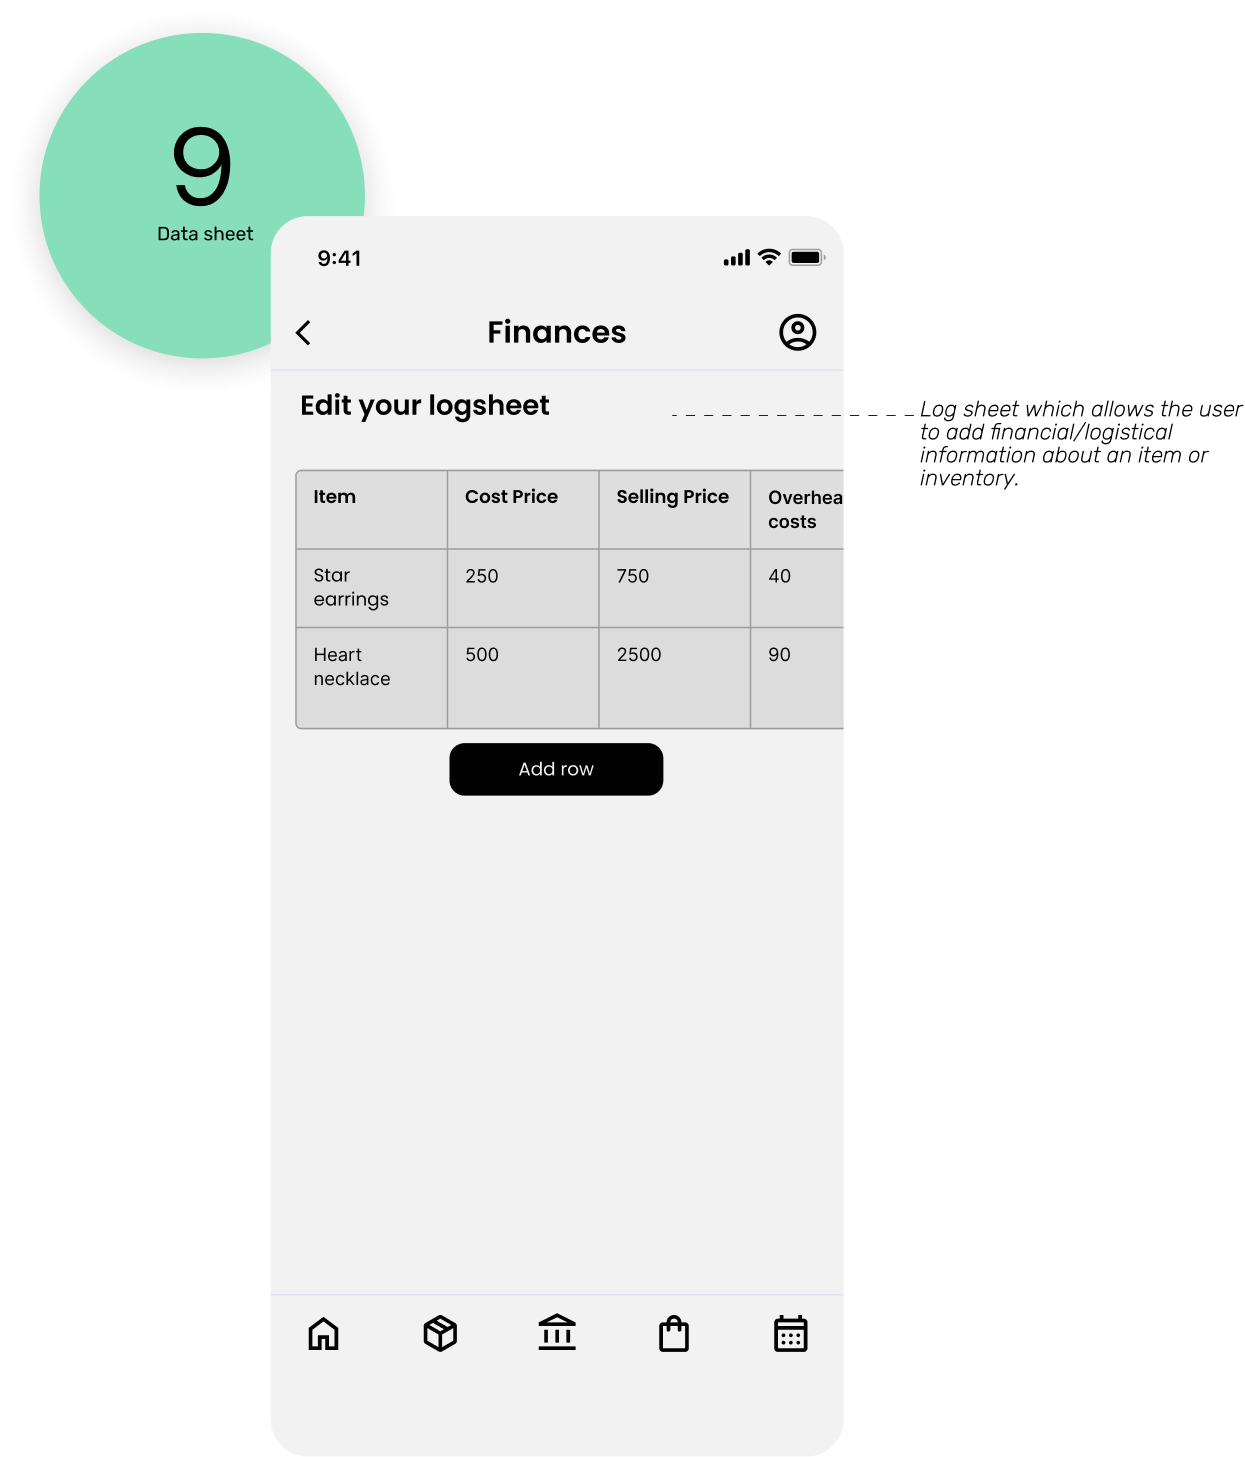 9
Data sheet
9:41
Finances
Edit your logsheet
Log sheet which allows the user
to add financial/logistical
information about an item or
inventory.
Item Cost Price Selling Price Overhea
costs
Star
earrings 250 750 40
Heart
necklace 500 2500 90
Add row